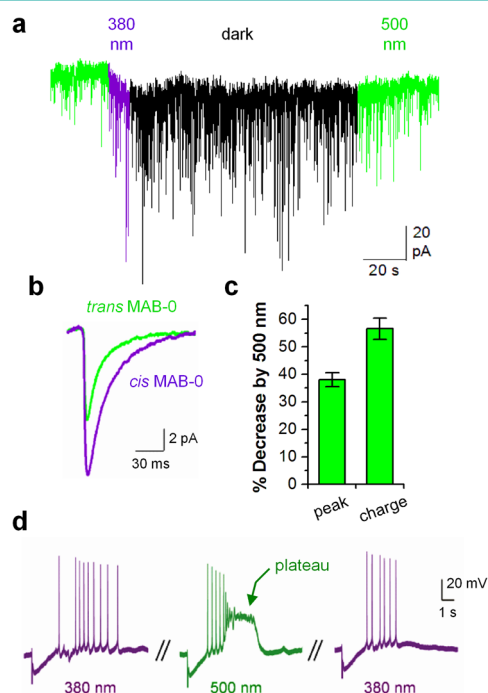 a
380 nm
dark
500 nm
20 pA
20 s
b
trans MAB-0
cis MAB-0
2 pA
30 ms
c
% Decrease by 500 nm
60
50
40
30
20
10
0
peak
charge
d
plateau
20 mV
1 s
//
//
380 nm
500 nm
380 nm